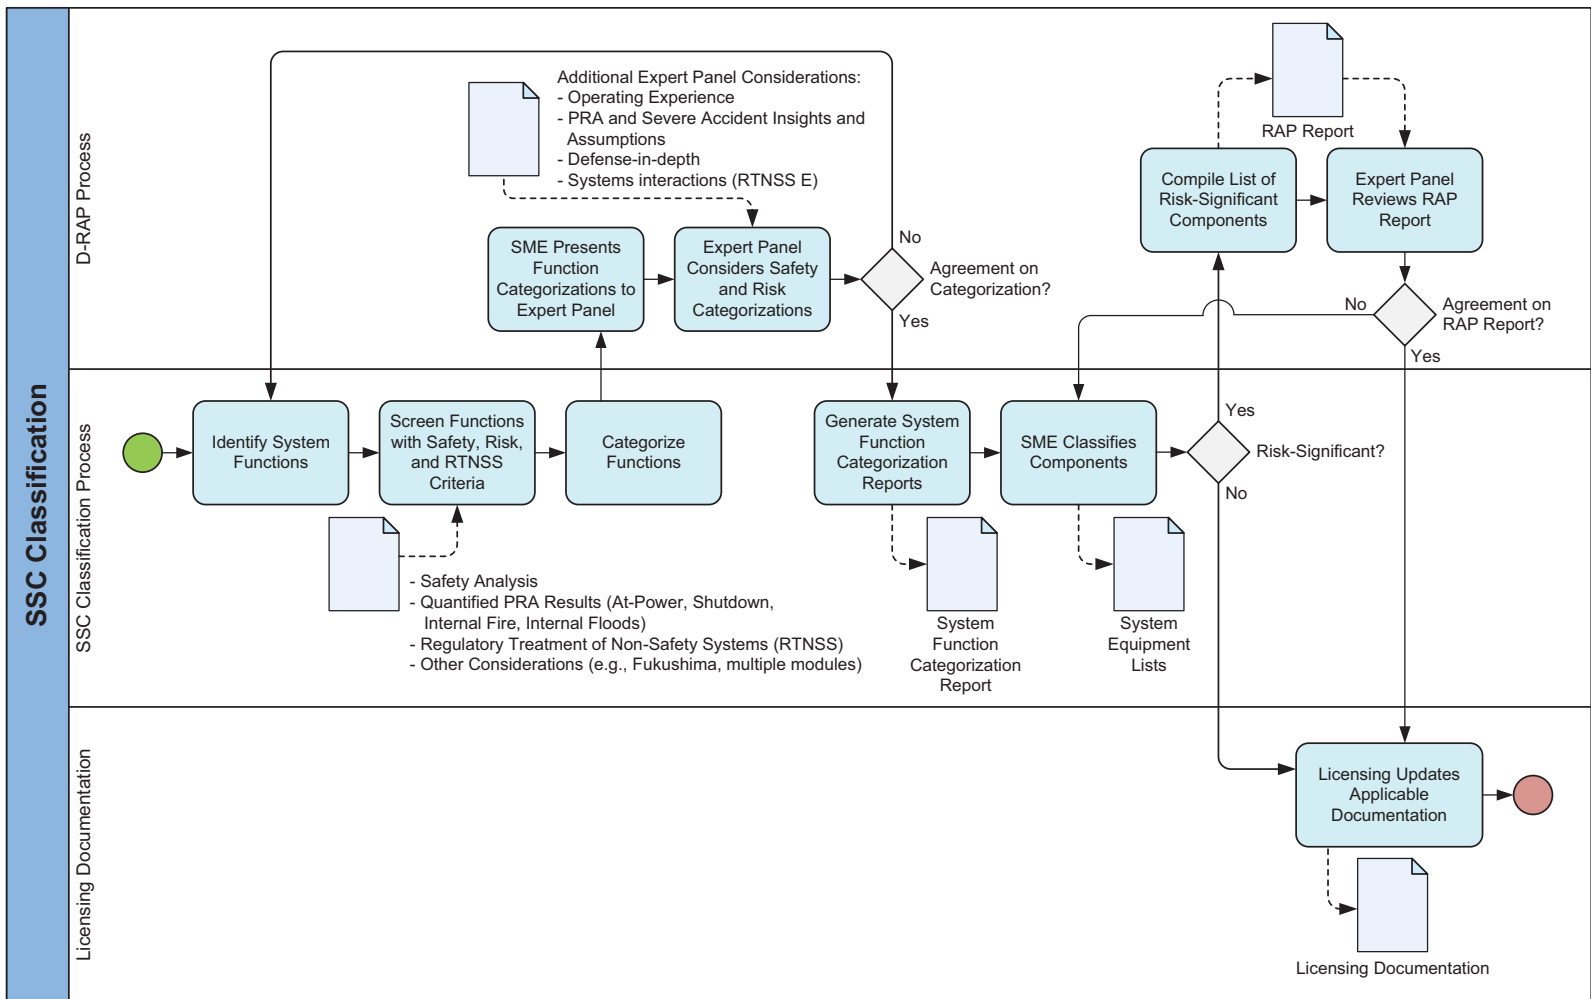 SSC Classification
D-RAP Process
Additional Expert Panel Considerations:
- Operating Experience
- PRA and Severe Accident Insights and
Assumptions
- Defense-in-depth
- Systems interactions (RTNSS E)
SME Presents
Function
Categorizations to
Expert Panel
Expert Panel
Considers Safety
and Risk
Categorizations
No
Agreement on
Categorization?
Yes
RAP Report
Compile List of
Risk-Significant
Components
Expert Panel
Reviews RAP
Report
No
Agreement on
RAP Report?
Yes
SSC Classification Process
Identify System
Functions
Screen Functions
with Safety, Risk,
and RTNSS
Criteria
Categorize
Functions
- Safety Analysis
- Quantified PRA Results (At-Power, Shutdown,
Internal Fire, Internal Floods)
- Regulatory Treatment of Non-Safety Systems (RTNSS)
- Other Considerations (e.g., Fukushima, multiple modules)
Generate System
Function
Categorization
Reports
SME Classifies
Components
Yes
Risk-Significant?
No
System
Function
Categorization
Report
System
Equipment
Lists
Licensing Documentation
Licensing Updates
Applicable
Documentation
Licensing Documentation